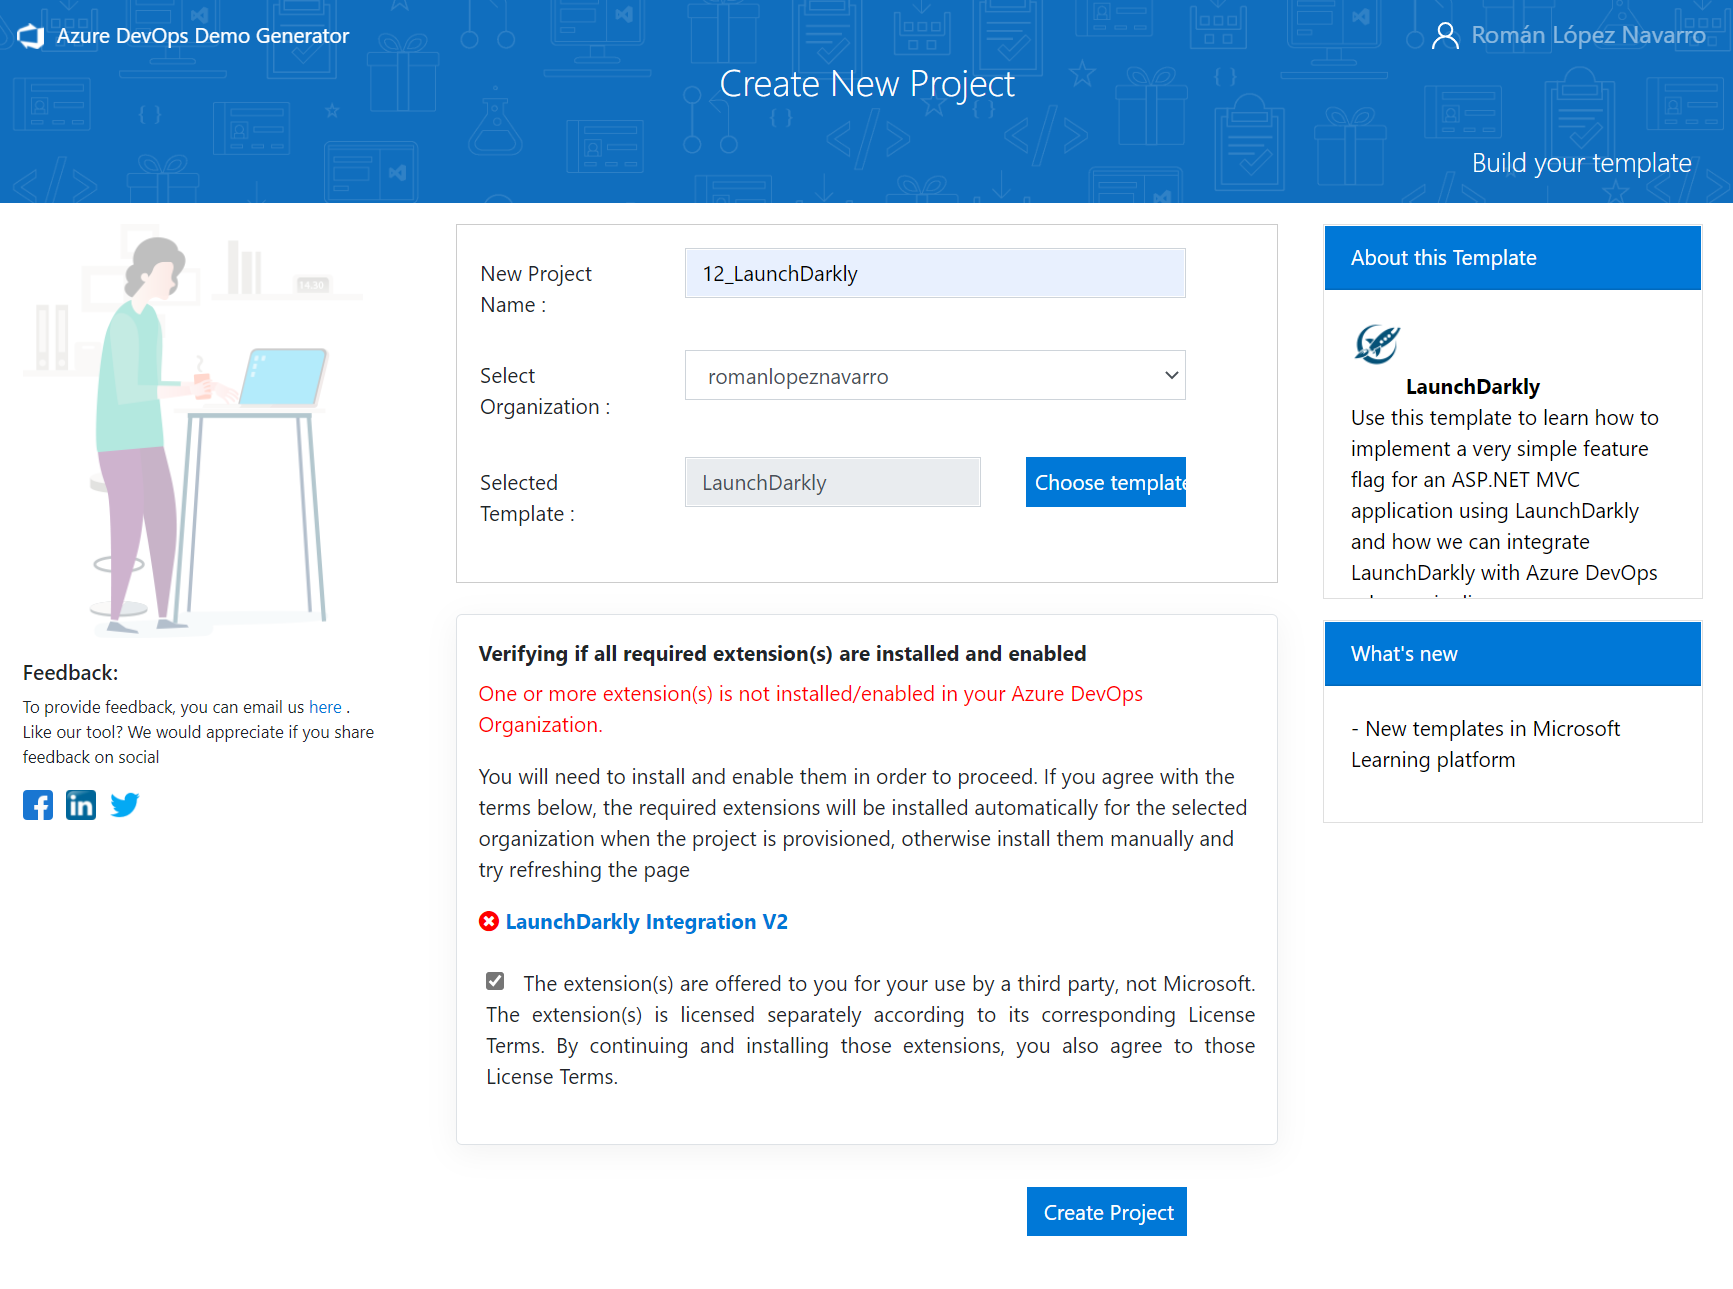 Azure DevOps Demo Generator
Román López Navarro
Create New Project
Build your template
14.30
New Project
Name :
12_LaunchDarkly
Select
Organization :
romanlopeznavarro
Selected
Template :
LaunchDarkly
Choose template
Verifying if all required extension(s) are installed and enabled
One or more extension(s) is not installed/enabled in your Azure DevOps
Organization.
You will need to install and enable them in order to proceed. If you agree with the
terms below, the required extensions will be installed automatically for the selected
organization when the project is provisioned, otherwise install them manually and
try refreshing the page
LaunchDarkly Integration V2
The extension(s) are offered to you for your use by a third party, not Microsoft.
The extension(s) is licensed separately according to its corresponding License
Terms. By continuing and installing those extensions, you also agree to those
License Terms.
Create Project
Feedback:
To provide feedback, you can email us here .
Like our tool? We would appreciate if you share
feedback on social
About this Template
LaunchDarkly
Use this template to learn how to
implement a very simple feature
flag for an ASP.NET MVC
application using LaunchDarkly
and how we can integrate
LaunchDarkly with Azure DevOps
What's new
- New templates in Microsoft
Learning platform